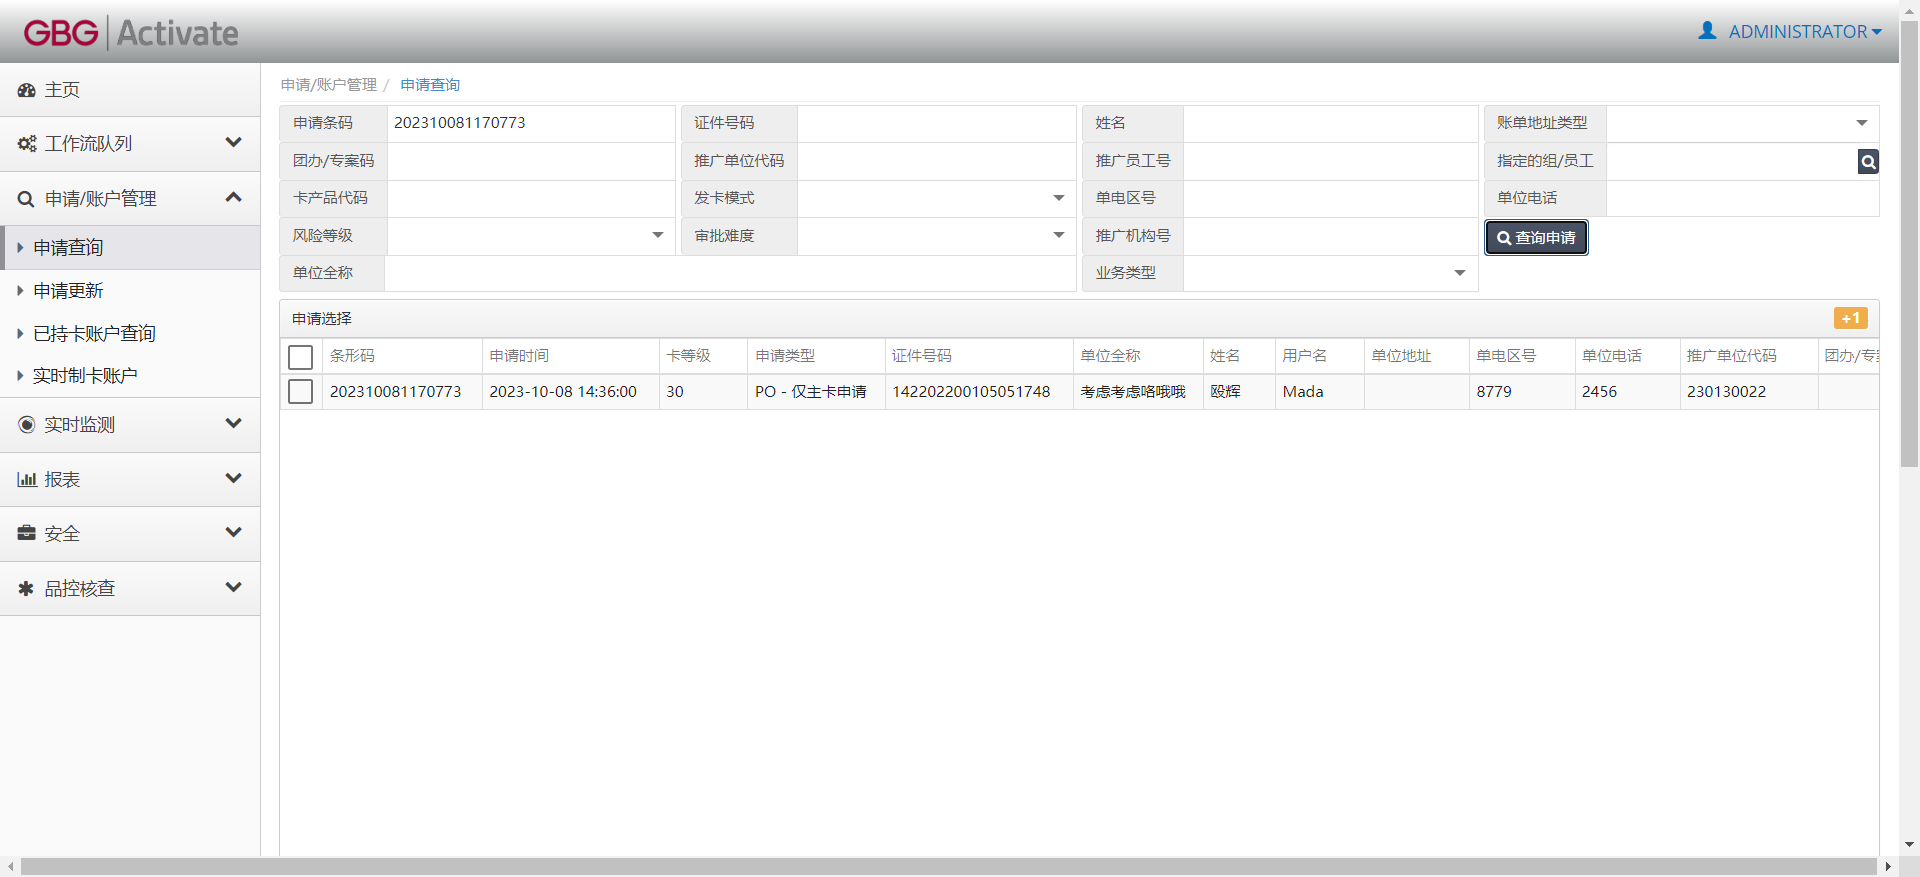 GBG Activate
ADMINISTRATOR
主页
工作流队列
申请/账户管理
申请查询
申请更新
已持卡账户查询
实时制卡账户
实时监测
报表
安全
品控核查
申请/账户管理 / 申请查询
申请条码 202310081170773 证件号码 姓名 账单地址类型
团办/专案码 推广单位代码 推广员工号 指定的组/员工
卡产品代码 发卡模式 单电区号 单位电话
风险等级 审批难度 推广机构号 查询申请
单位全称 业务类型
申请选择 +1
条形码 申请时间 卡等级 申请类型 证件号码 单位全称 姓名 用户名 单位地址 单电区号 单位电话 推广单位代码 团办/专
202310081170773 2023-10-08 14:36:00 30 PO - 仅主卡申请 142202200105051748 考虑考虑咯哦哦 殴辉 Mada 8779 2456 230130022